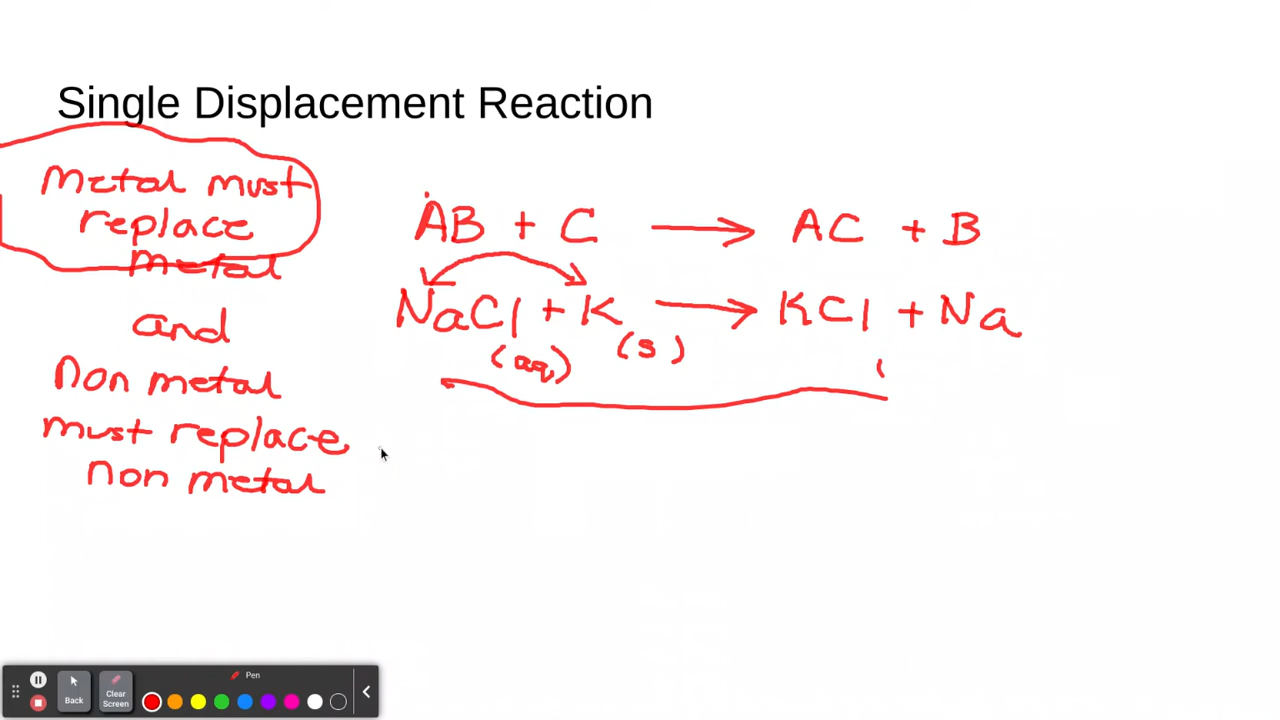 Single Displacement Reaction
Metal must
replace
Metal
and
Non metal
must replace
Non metal
AB + C → AC + B
NaCl + K → KCl + Na
(aq) (s) (
Pen
Back
Clear
Screen